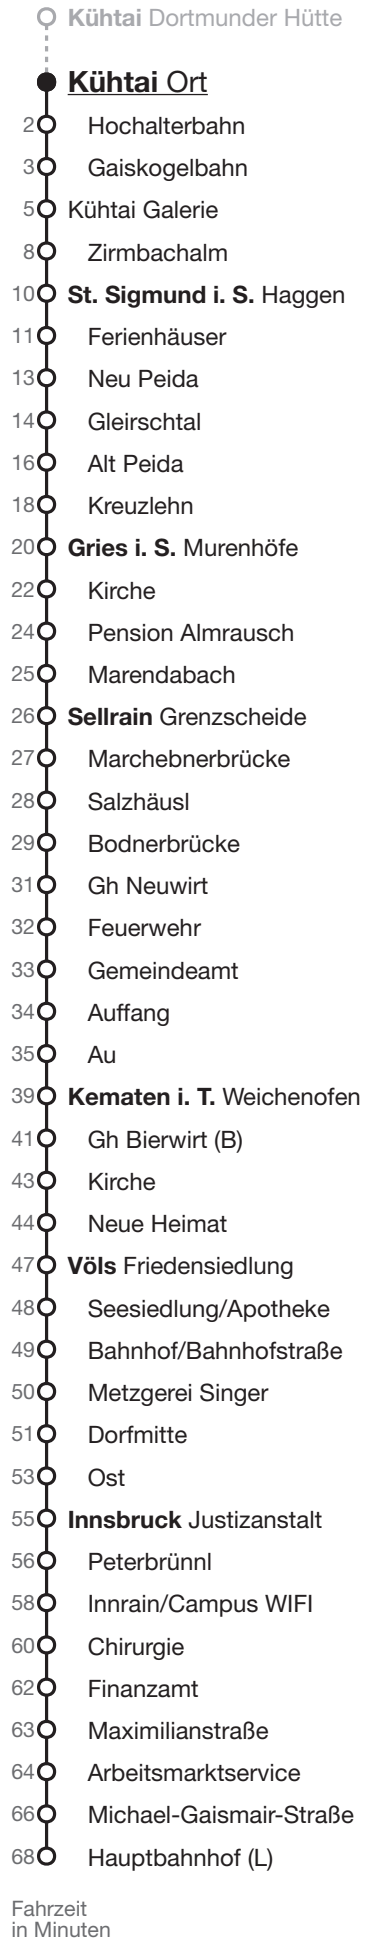 Kühtai Dortmunder Hütte
Kühtai Ort
2 Hochalterbahn
3 Gaiskogelbahn
5 Kühtai Galerie
8 Zirmbachalm
10 St. Sigmund i. S. Haggen
11 Ferienhäuser
13 Neu Peida
14 Gleirschtal
16 Alt Peida
18 Kreuzlehn
20 Gries i. S. Murenhöfe
22 Kirche
24 Pension Almrausch
25 Marendabach
26 Sellrain Grenzscheide
27 Marchebnerbrücke
28 Salzhäusl
29 Bodnerbrücke
31 Gh Neuwirt
32 Feuerwehr
33 Gemeindeamt
34 Auffang
35 Au
39 Kematen i. T. Weichenofen
41 Gh Bierwirt (B)
43 Kirche
44 Neue Heimat
47 Völs Friedensiedlung
48 Seesiedlung/Apotheke
49 Bahnhof/Bahnhofstraße
50 Metzgerei Singer
51 Dorfmitte
53 Ost
55 Innsbruck Justizanstalt
56 Peterbrünnl
58 Innrain/Campus WIFI
60 Chirurgie
62 Finanzamt
63 Maximilianstraße
64 Arbeitsmarktservice
66 Michael-Gaismair-Straße
68 Hauptbahnhof (L)
Fahrzeit
in Minuten